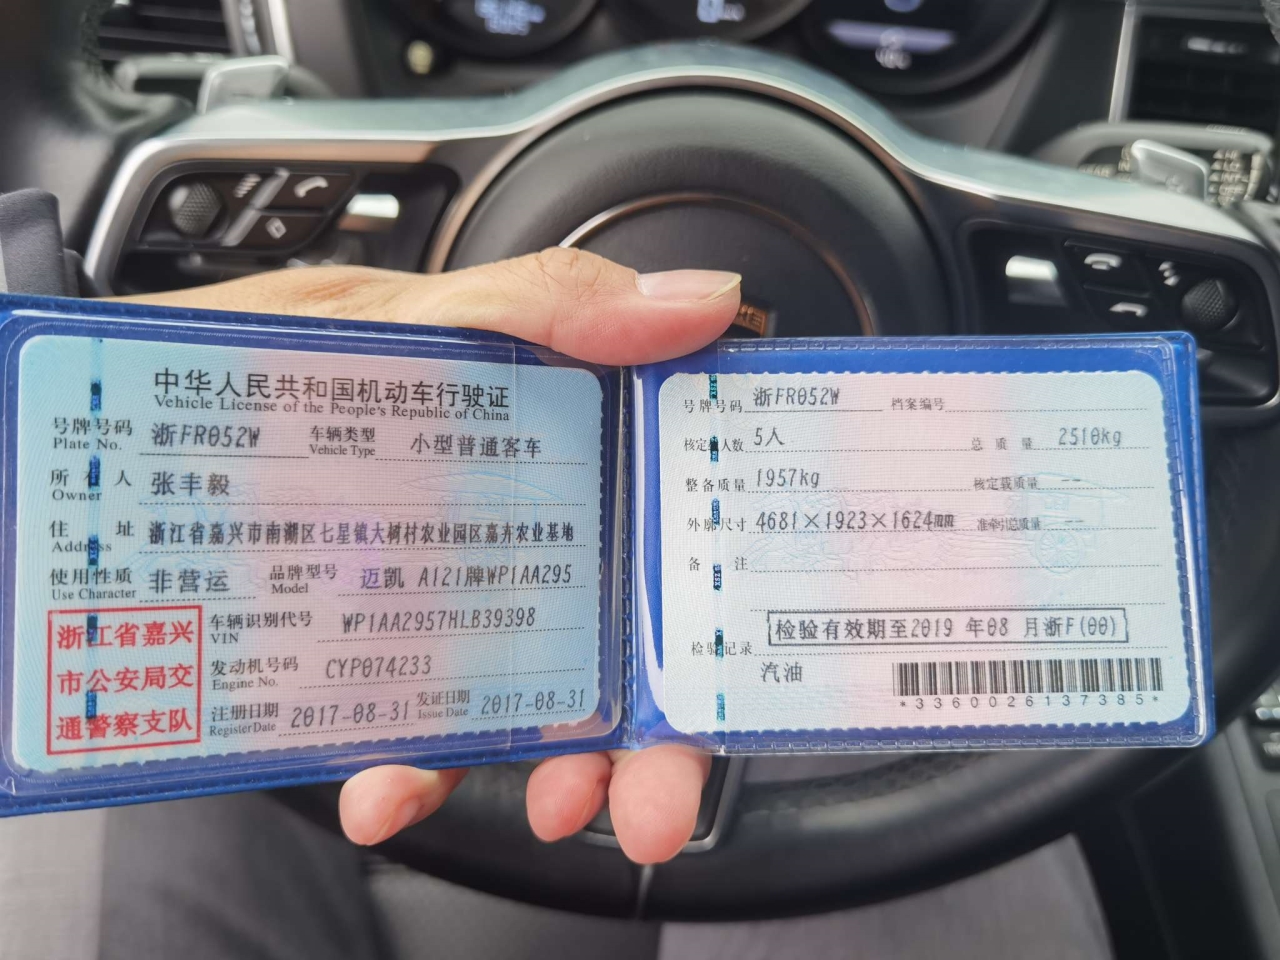 中华人民共和国机动车行驶证
Vehicle License of the People's Republic of China
号牌号码 浙FR052W 车辆类型 小型普通客车
Plate No. Vehicle Type
所有人 张丰毅
Owner
住址 浙江省嘉兴市南湖区七星镇大树村农业园区嘉卉农业基地
Address
使用性质 非营运 品牌型号 迈凯 A121牌WP1AA295
Use Character Model
浙江省嘉兴
市公安局交
通警察支队
车辆识别代号 WP1AA2957HLB39398
VIN
发动机号码 CYP074233
Engine No.
注册日期 2017-08-31 发证日期 2017-08-31
Register Date Issue Date
号牌号码 浙FR052W 档案编号
核定人数 5人 总质量 2510kg
整备质量 1957kg 核定载质量 --
外廓尺寸 4681×1923×1624mm 准牵引总质量 --
备注
检验记录 检验有效期至2019 年08 月浙F(00)
汽油
*3360026137385*